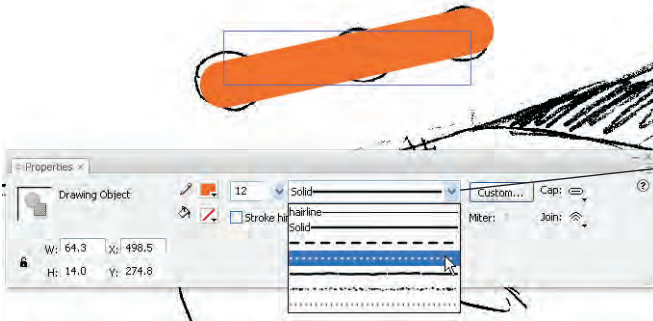 Properties ×
Drawing Object
12
Solid
Custom...
Cap:
Stroke hi
hairline
Solid
Miter:
Join:
W: 64.3 X: 498.5
H: 14.0 Y: 274.8